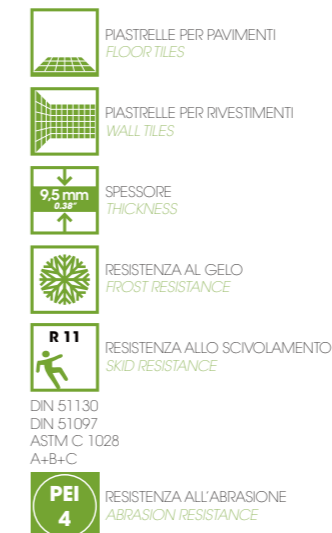 PIASTRELLE PER PAVIMENTI
FLOOR TILES
PIASTRELLE PER RIVESTIMENTI
WALL TILES
9,5 mm
0.38"
SPESSORE
THICKNESS
RESISTENZA AL GELO
FROST RESISTANCE
R 11
RESISTENZA ALLO SCIVOLAMENTO
SKID RESISTANCE
DIN 51130
DIN 51097
ASTM C 1028
A+B+C
PEI
4
RESISTENZA ALL'ABRASIONE
ABRASION RESISTANCE